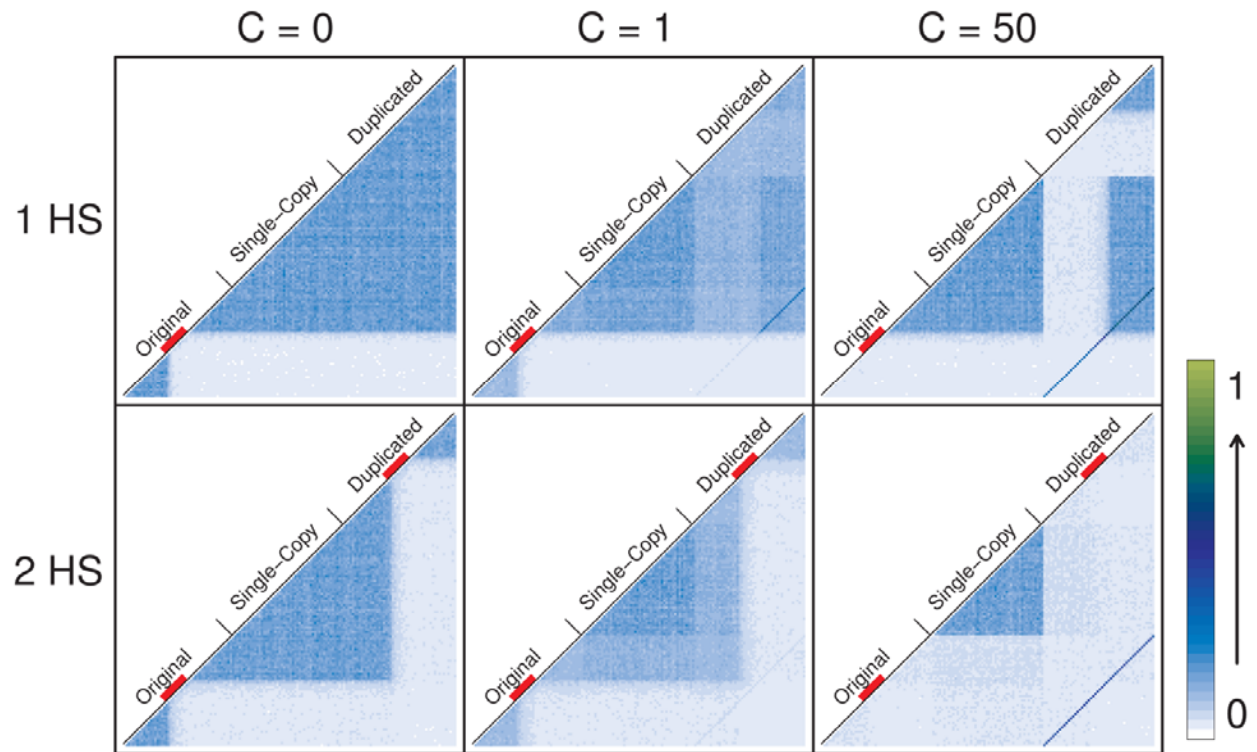 C = 0
C = 1
C = 50
1 HS
Original
Single−Copy
Duplicated
Original
Single−Copy
Duplicated
Original
Single−Copy
Duplicated
2 HS
Original
Single−Copy
Duplicated
Original
Single−Copy
Duplicated
Original
Single−Copy
Duplicated
1
0